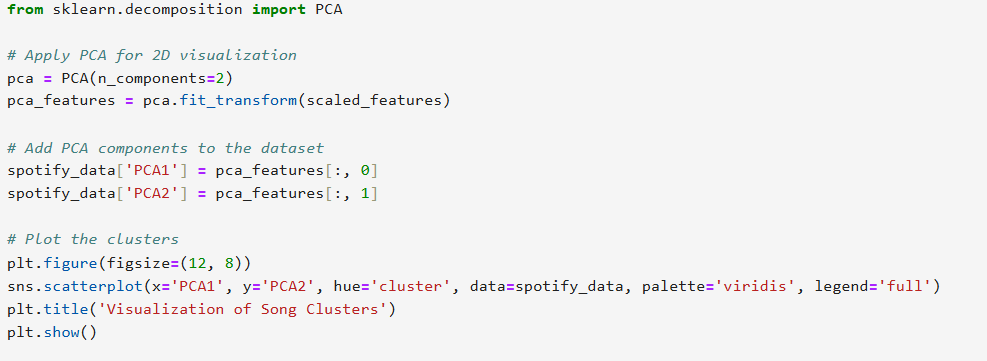 from sklearn.decomposition import PCA
# Apply PCA for 2D visualization
pca = PCA(n_components=2)
pca_features = pca.fit_transform(scaled_features)
# Add PCA components to the dataset
spotify_data['PCA1'] = pca_features[:, 0]
spotify_data['PCA2'] = pca_features[:, 1]
# Plot the clusters
plt.figure(figsize=(12, 8))
sns.scatterplot(x='PCA1', y='PCA2', hue='cluster', data=spotify_data, palette='viridis', legend='full')
plt.title('Visualization of Song Clusters')
plt.show()